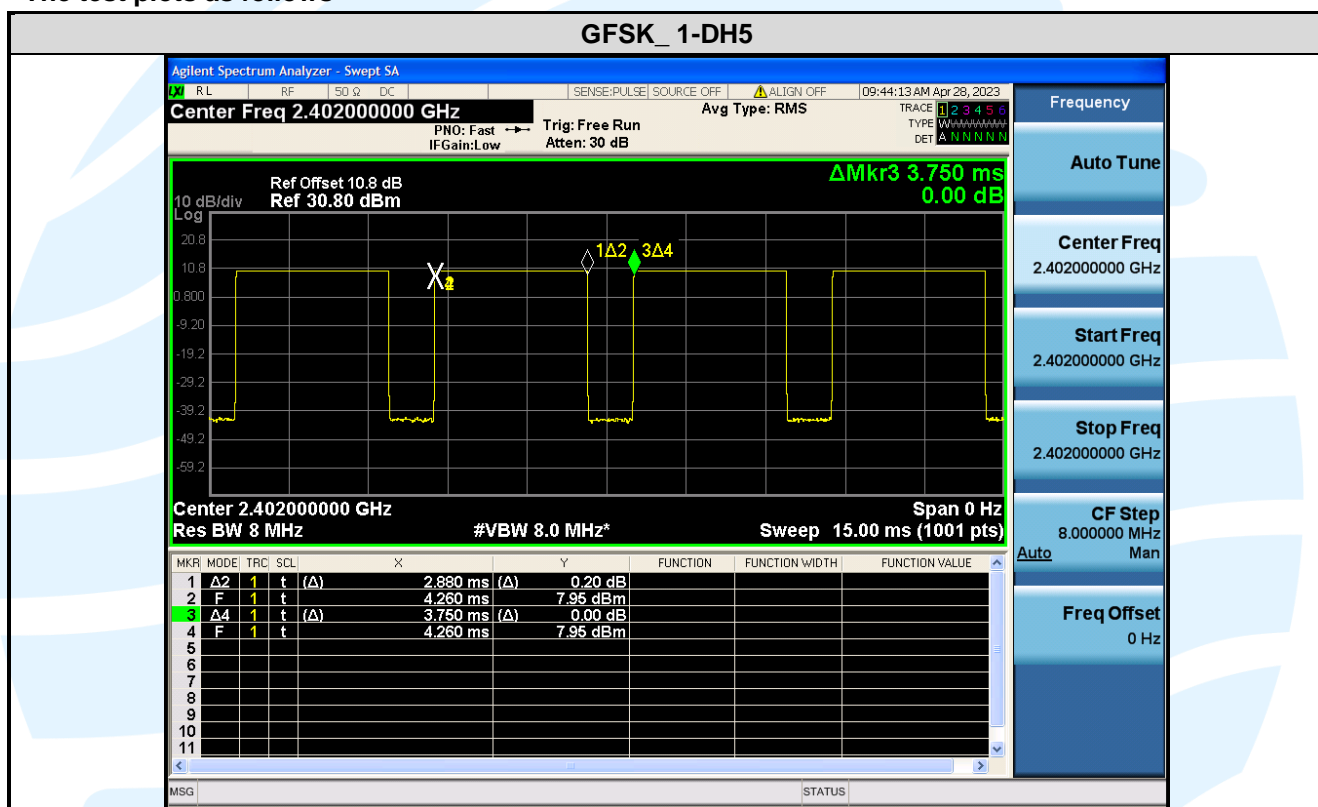 The test plots as follows
GFSK_ 1-DH5
Agilent Spectrum Analyzer - Swept SA
LXI RL RF 50 Ω DC SENSE:PULSE SOURCE OFF ALIGN OFF 09:44:13 AM Apr 28, 2023
Center Freq 2.402000000 GHz
PNO: Fast
IFGain:Low
Trig: Free Run
Atten: 30 dB
Avg Type: RMS
TRACE 1 2 3 4 5 6
TYPE WWWWWW
DET A N N N N N
Ref Offset 10.8 dB
10 dB/div Ref 30.80 dBm
Log
ΔMkr3 3.750 ms
0.00 dB
20.8
10.8
0.800
-9.20
-19.2
-29.2
-39.2
-49.2
-59.2
1Δ2 3Δ4
Center 2.402000000 GHz Span 0 Hz
Res BW 8 MHz #VBW 8.0 MHz* Sweep 15.00 ms (1001 pts)
MKR MODE TRC SCL X Y FUNCTION FUNCTION WIDTH FUNCTION VALUE
1 Δ2 1 t (Δ) 2.880 ms (Δ) 0.20 dB
2 F 1 t 4.260 ms 7.95 dBm
3 Δ4 1 t (Δ) 3.750 ms (Δ) 0.00 dB
4 F 1 t 4.260 ms 7.95 dBm
5
6
7
8
9
10
11
MSG STATUS
Frequency
Auto Tune
Center Freq
2.402000000 GHz
Start Freq
2.402000000 GHz
Stop Freq
2.402000000 GHz
CF Step
8.000000 MHz
Auto Man
Freq Offset
0 Hz